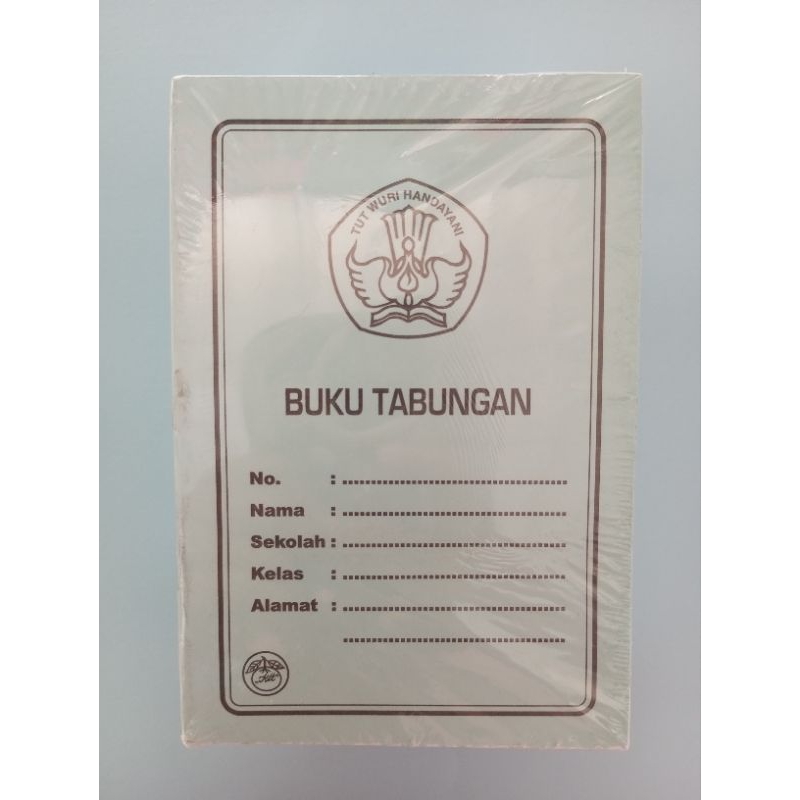 TUT WURI HANDAYANI
BUKU TABUNGAN
No. : ..........................................
Nama : ..........................................
Sekolah : ..........................................
Kelas : ..........................................
Alamat : ..........................................
..........................................